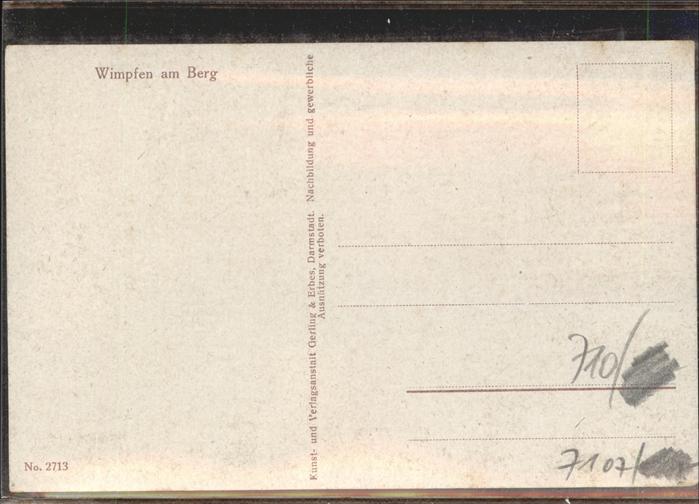 Wimpfen am Berg
Kunst- und Verlagsanstalt Gerling & Erbes, Darmstadt. Nachbildung und gewerbliche
Ausnützung verboten.
710/
7107/
No. 2713